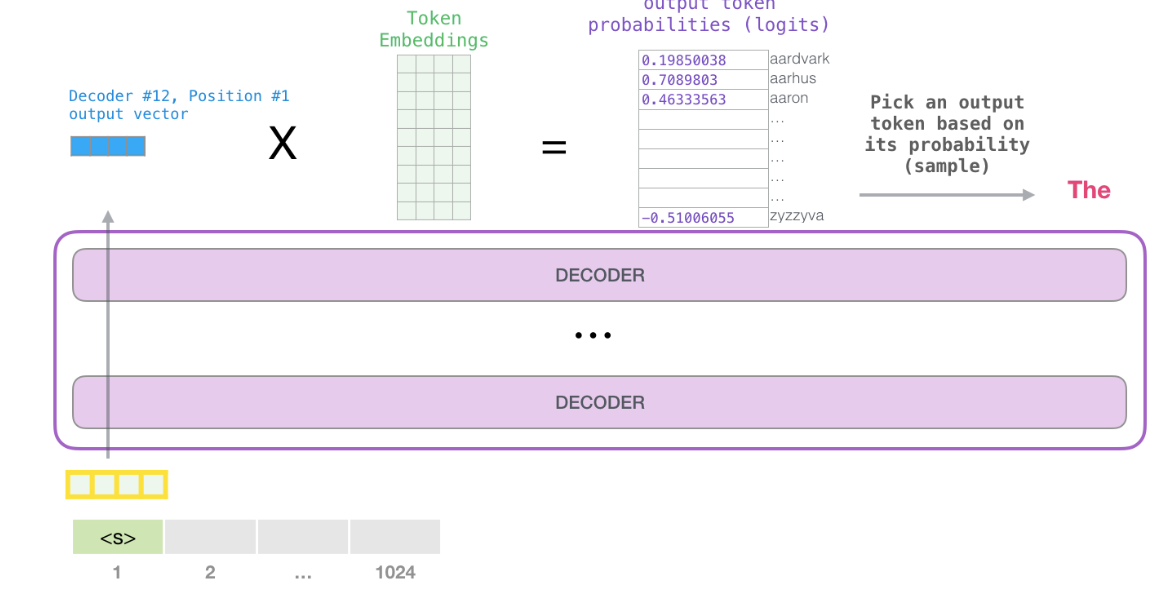 output token
probabilities (logits)
Token
Embeddings
Decoder #12, Position #1
output vector
X
=
0.19850038 aardvark
0.7089803 aarhus
0.46333563 aaron
...
...
...
...
...
-0.51006055 zyzzyva
Pick an output
token based on
its probability
(sample)
The
DECODER
...
DECODER
<s>
1 2 ... 1024